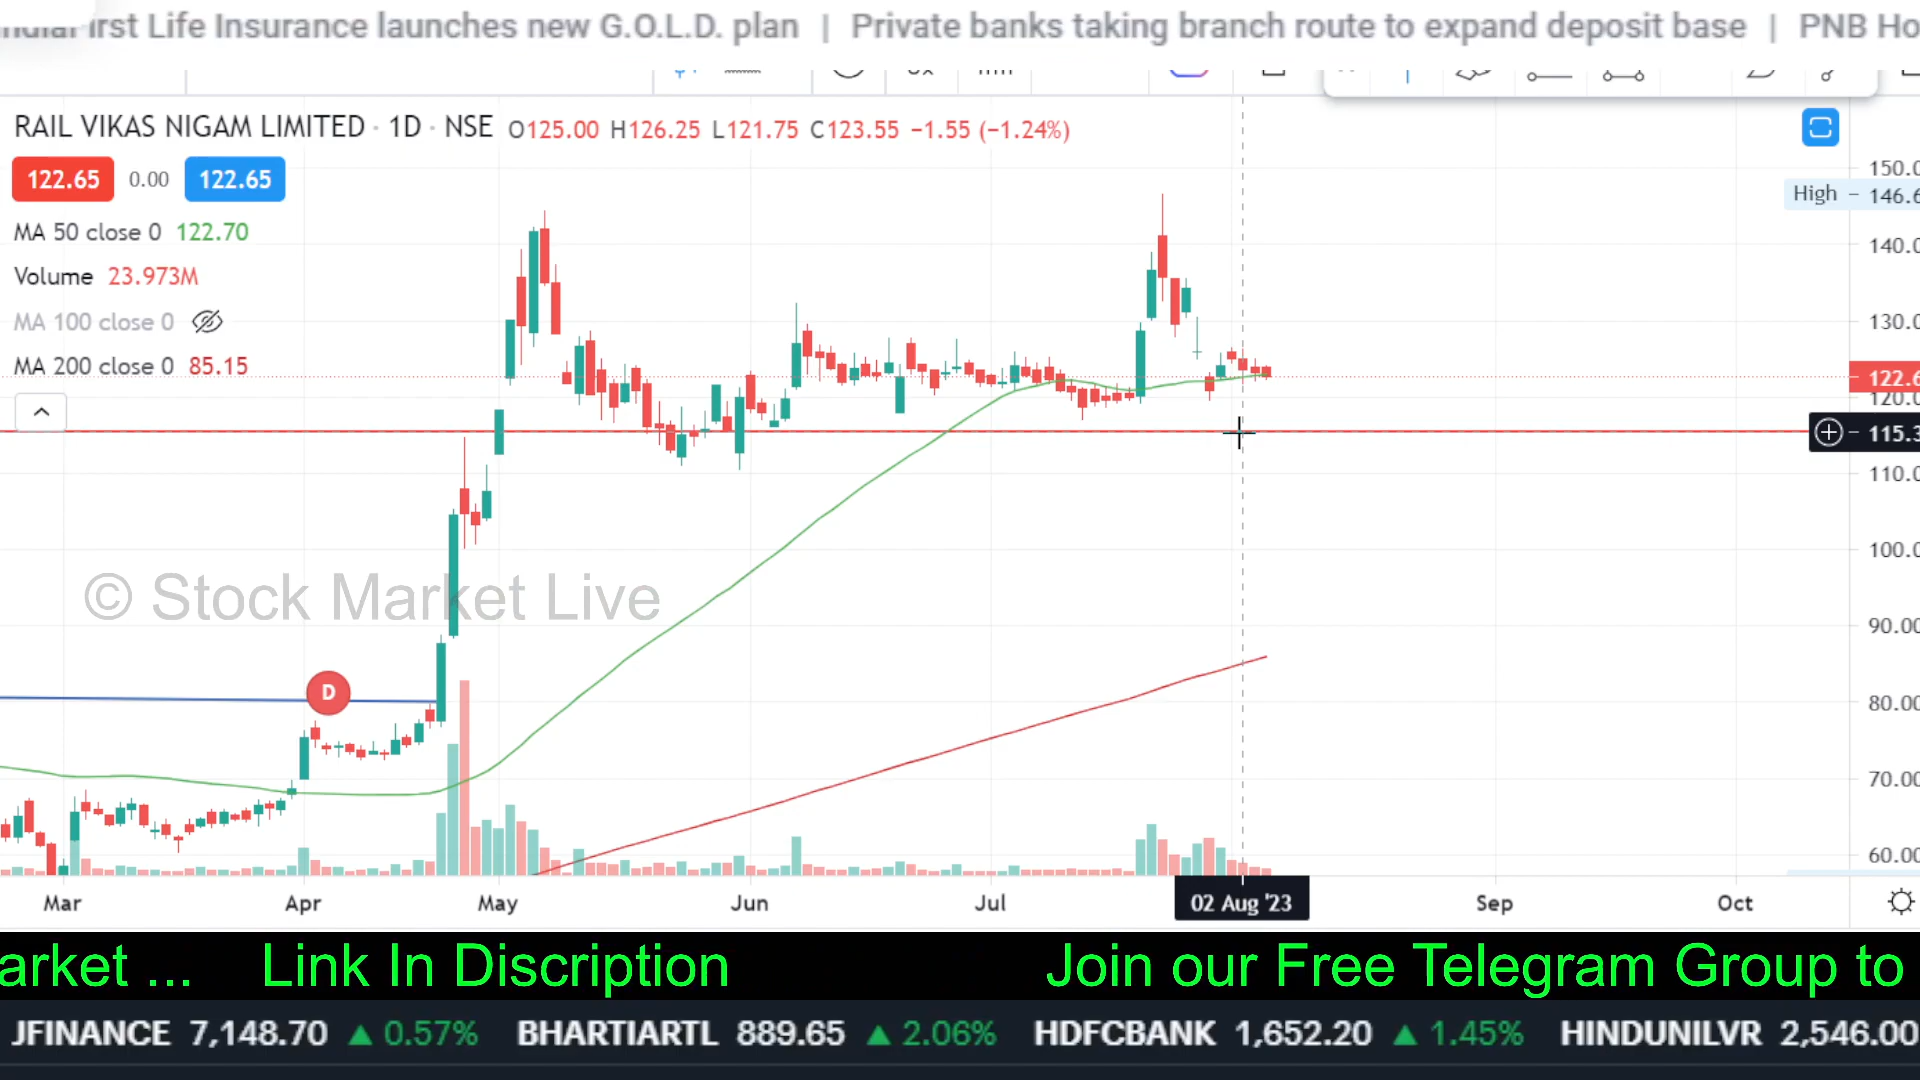 First Life Insurance launches new G.O.L.D. plan | Private banks taking branch route to expand deposit base | PNB Ho
RAIL VIKAS NIGAM LIMITED · 1D · NSE O125.00 H126.25 L121.75 C123.55 −1.55 (−1.24%)
122.65 0.00 122.65
MA 50 close 0 122.70
Volume 23.973M
MA 100 close 0
MA 200 close 0 85.15
150.0
High 146.6
140.0
130.0
122.6
120.0
115.3
110.0
100.0
90.00
80.00
70.00
60.00
D
© Stock Market Live
Mar Apr May Jun Jul 02 Aug '23 Sep Oct
arket ... Link In Discription Join our Free Telegram Group to
JFINANCE 7,148.70 ▲ 0.57% BHARTIARTL 889.65 ▲ 2.06% HDFCBANK 1,652.20 ▲ 1.45% HINDUNILVR 2,546.00